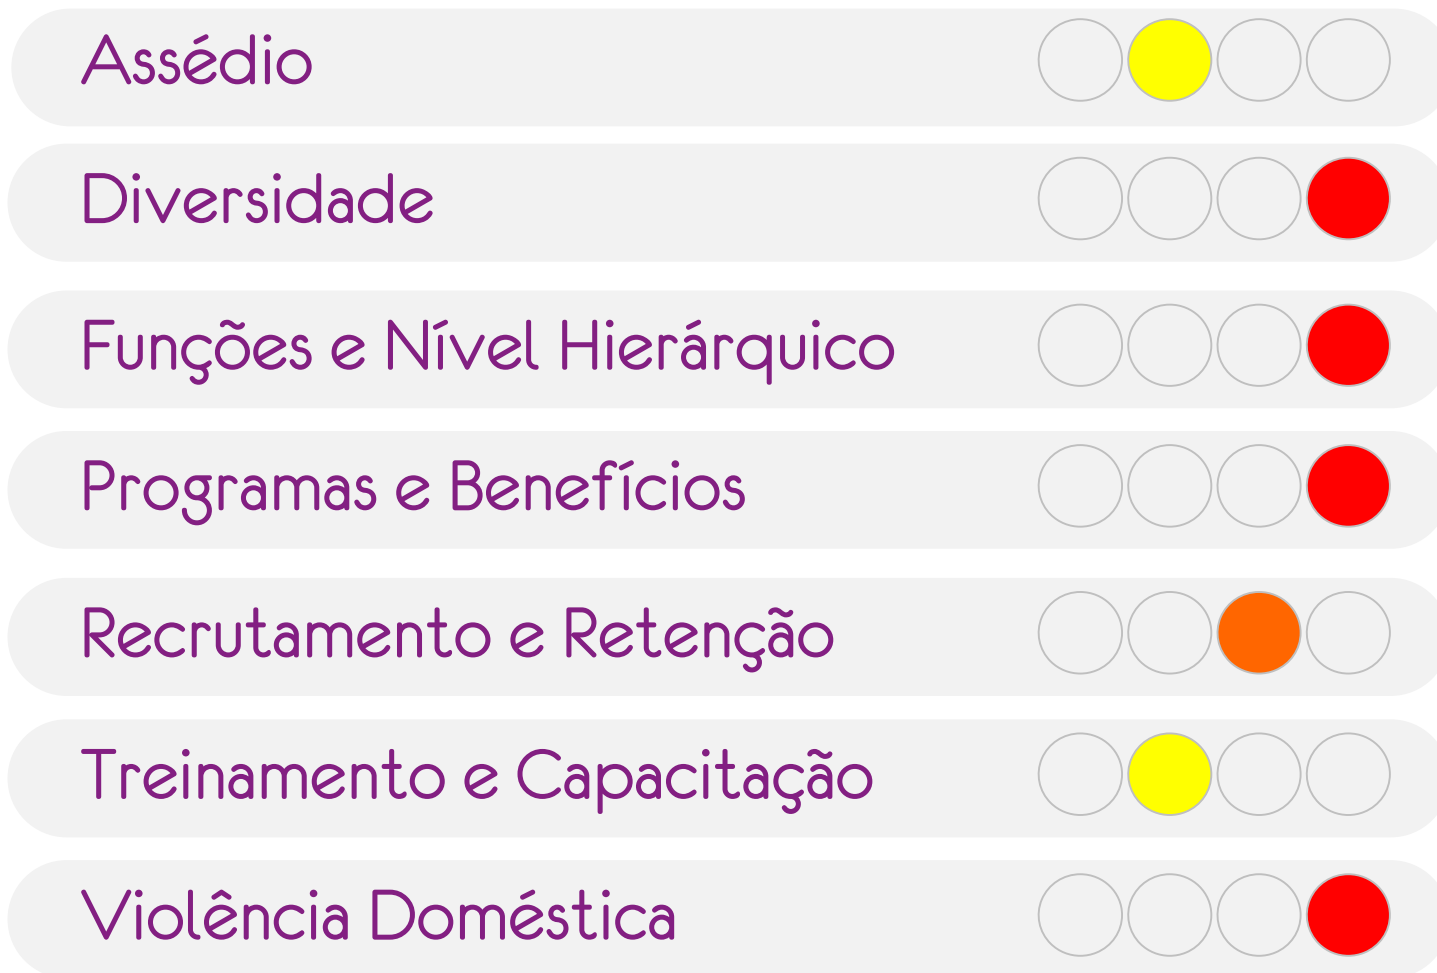 Assédio
Diversidade
Funções e Nível Hierárquico
Programas e Benefícios
Recrutamento e Retenção
Treinamento e Capacitação
Violência Doméstica